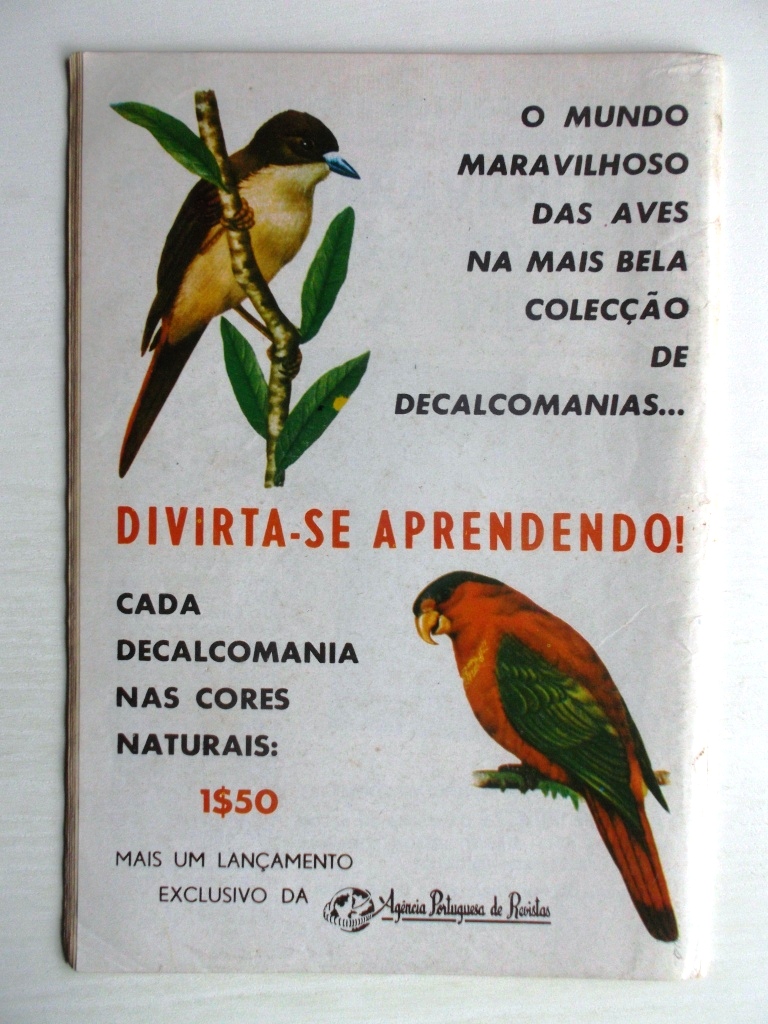 O MUNDO
MARAVILHOSO
DAS AVES
NA MAIS BELA
COLECÇÃO
DE
DECALCOMANIAS...
DIVIRTA-SE APRENDENDO!
CADA
DECALCOMANIA
NAS CORES
NATURAIS:
1$50
MAIS UM LANÇAMENTO
EXCLUSIVO DA
Agência Portuguesa de Revistas